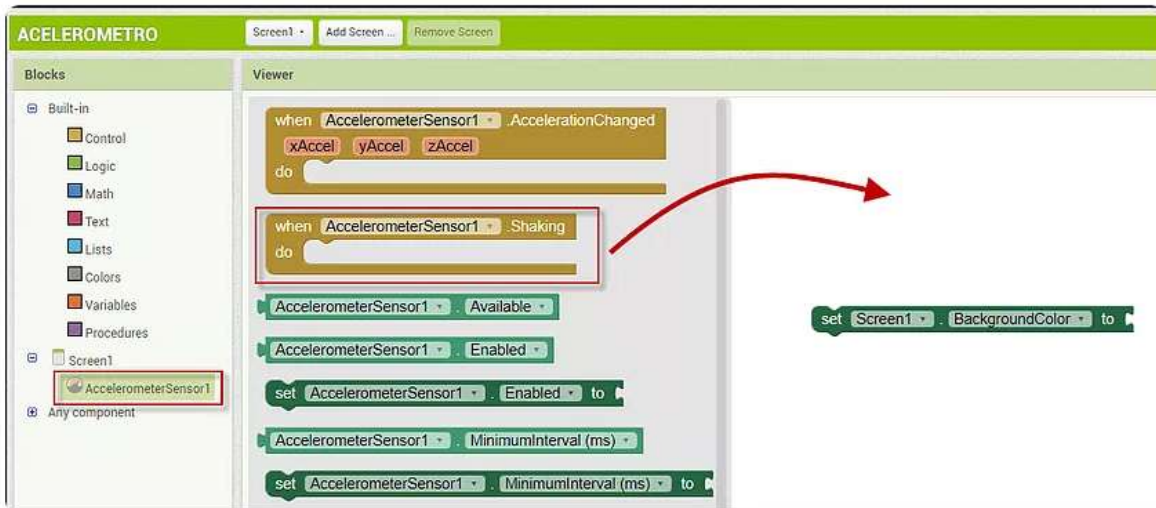 ACELEROMETRO Screen1 Add Screen ... Remove Screen
Blocks
Viewer
Built-in
Control
Logic
Math
Text
Lists
Colors
Variables
Procedures
Screen1
AccelerometerSensor1
Any component
when AccelerometerSensor1 .AccelerationChanged
xAccel yAccel zAccel
do
when AccelerometerSensor1 .Shaking
do
AccelerometerSensor1 . Available
AccelerometerSensor1 . Enabled
set AccelerometerSensor1 . Enabled to
AccelerometerSensor1 . MinimumInterval (ms)
set AccelerometerSensor1 . MinimumInterval (ms) to
set Screen1 . BackgroundColor to